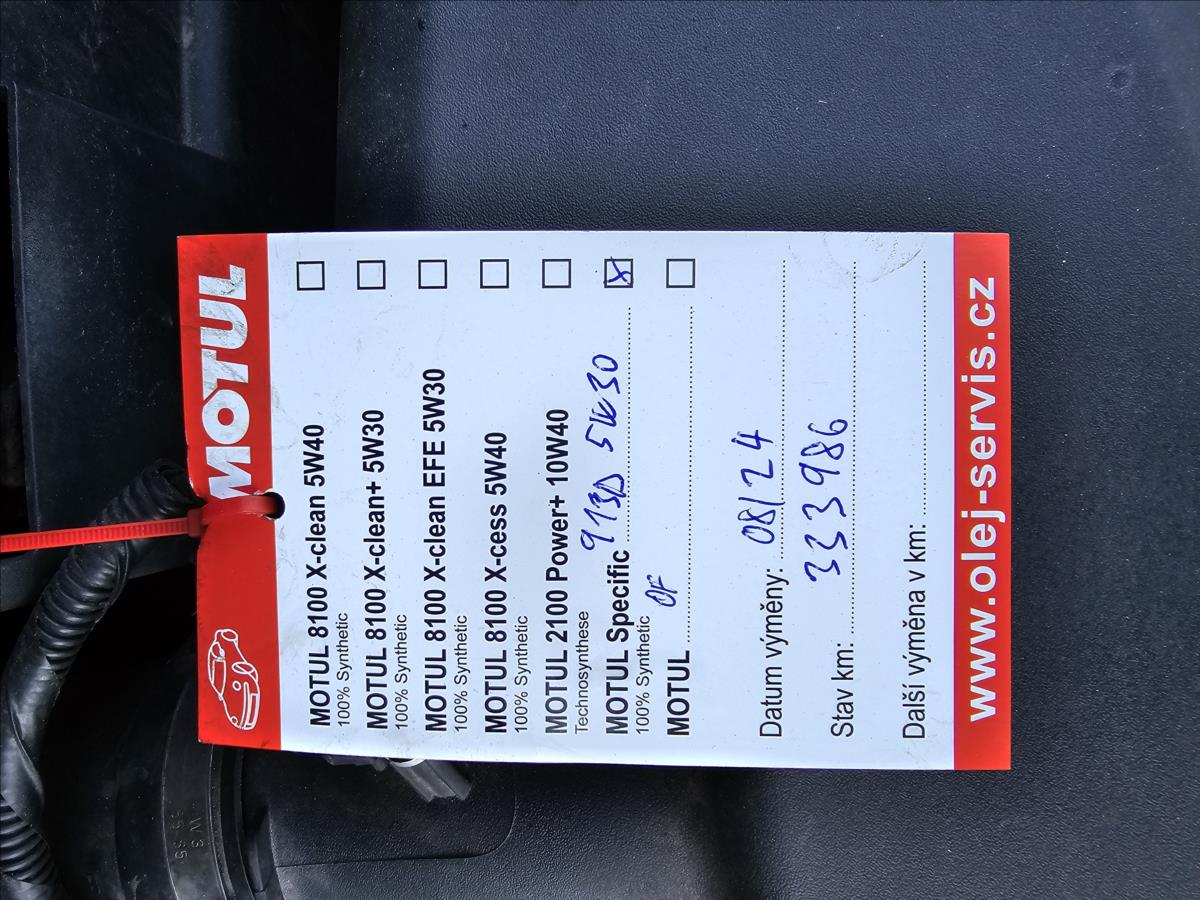 MOTUL
MOTUL 8100 X-clean 5W40
100% Synthetic
MOTUL 8100 X-clean+ 5W30
100% Synthetic
MOTUL 8100 X-clean EFE 5W30
100% Synthetic
MOTUL 8100 X-cess 5W40
100% Synthetic
MOTUL 2100 Power+ 10W40
Technosynthese
MOTUL Specific 913D 5W30
100% Synthetic
MOTUL OF
Datum výměny: 08/24
Stav km: 333986
Další výměna v km:
www.olej-servis.cz